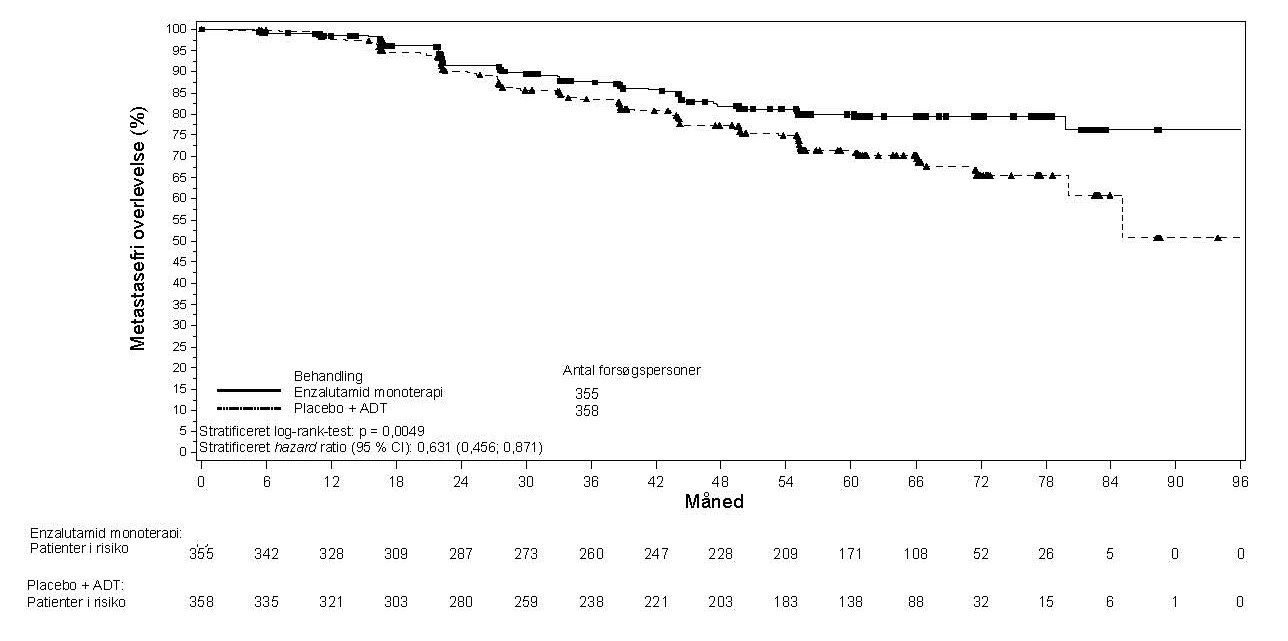 Metastasefri overlevelse (%)
100
95
90
85
80
75
70
65
60
55
50
45
40
35
30
25
20
15
10
5
0
Behandling Antal forsøgspersoner
Enzalutamid monoterapi 355
Placebo + ADT 358
Stratificeret log-rank-test: p = 0,0049
Stratificeret hazard ratio (95 % CI): 0,631 (0,456; 0,871)
0 6 12 18 24 30 36 42 48 54 60 66 72 78 84 90 96
Måned
Enzalutamid monoterapi:
Patienter i risiko 355 342 328 309 287 273 260 247 228 209 171 108 52 26 5 0 0
Placebo + ADT:
Patienter i risiko 358 335 321 303 280 259 238 221 203 183 138 88 32 15 6 1 0